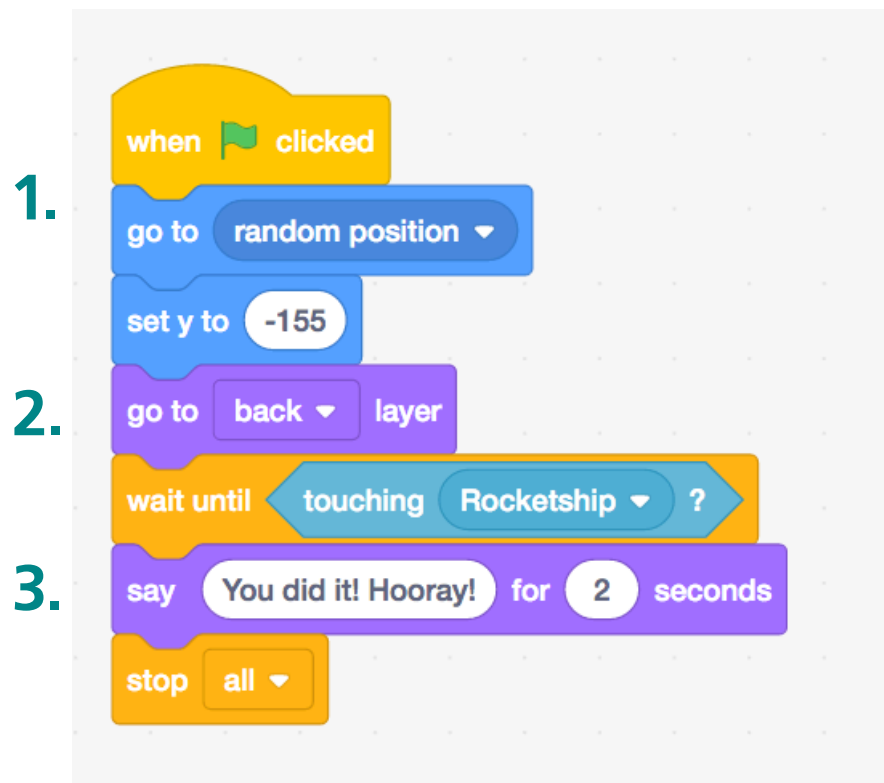 when clicked
1.
go to random position
set y to -155
2.
go to back layer
wait until touching Rocketship ?
3.
say You did it! Hooray! for 2 seconds
stop all